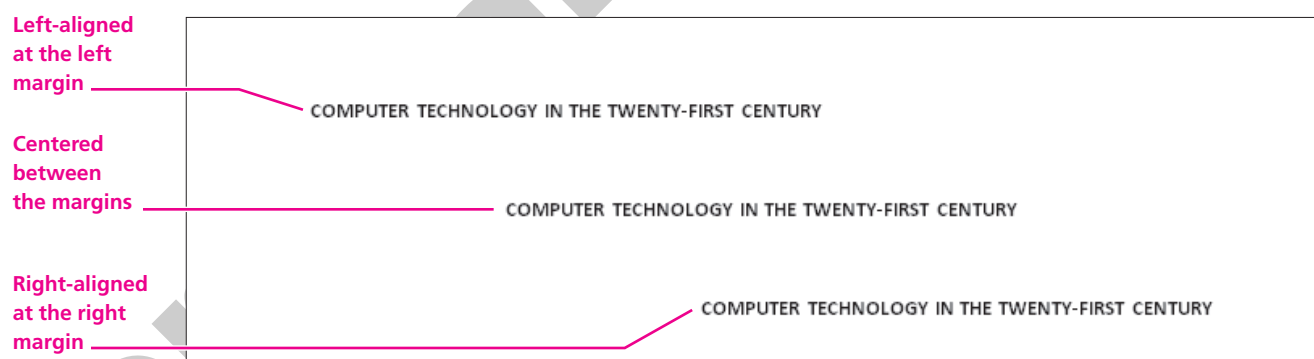 Left-aligned
at the left
margin
COMPUTER TECHNOLOGY IN THE TWENTY-FIRST CENTURY
Centered
between
the margins
COMPUTER TECHNOLOGY IN THE TWENTY-FIRST CENTURY
Right-aligned
at the right
margin
COMPUTER TECHNOLOGY IN THE TWENTY-FIRST CENTURY